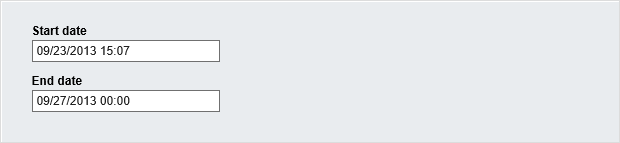 Start date
09/23/2013 15:07
End date
09/27/2013 00:00